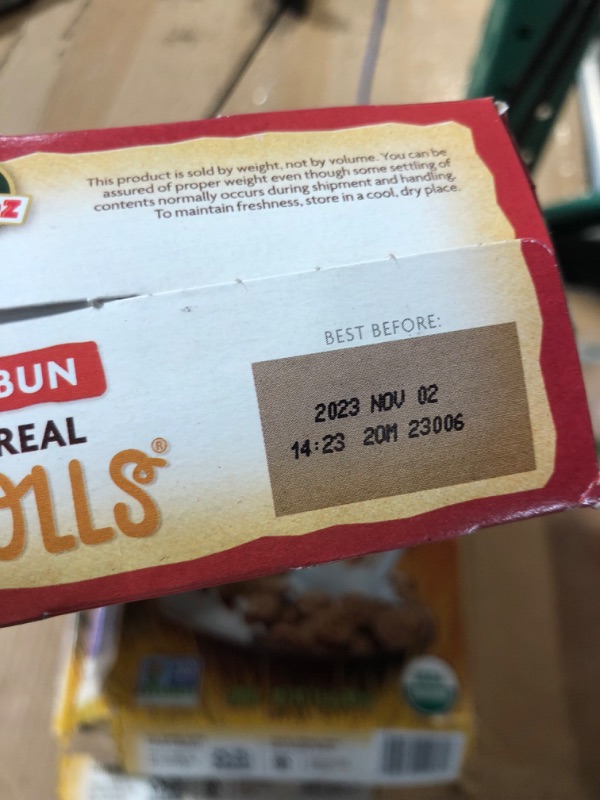 This product is sold by weight, not by volume. You can be
assured of proper weight even though some settling of
contents normally occurs during shipment and handling.
To maintain freshness, store in a cool, dry place.
Z
BUN
REAL
OLLS®
BEST BEFORE:
2023 NOV 02
14:23 20M 23006